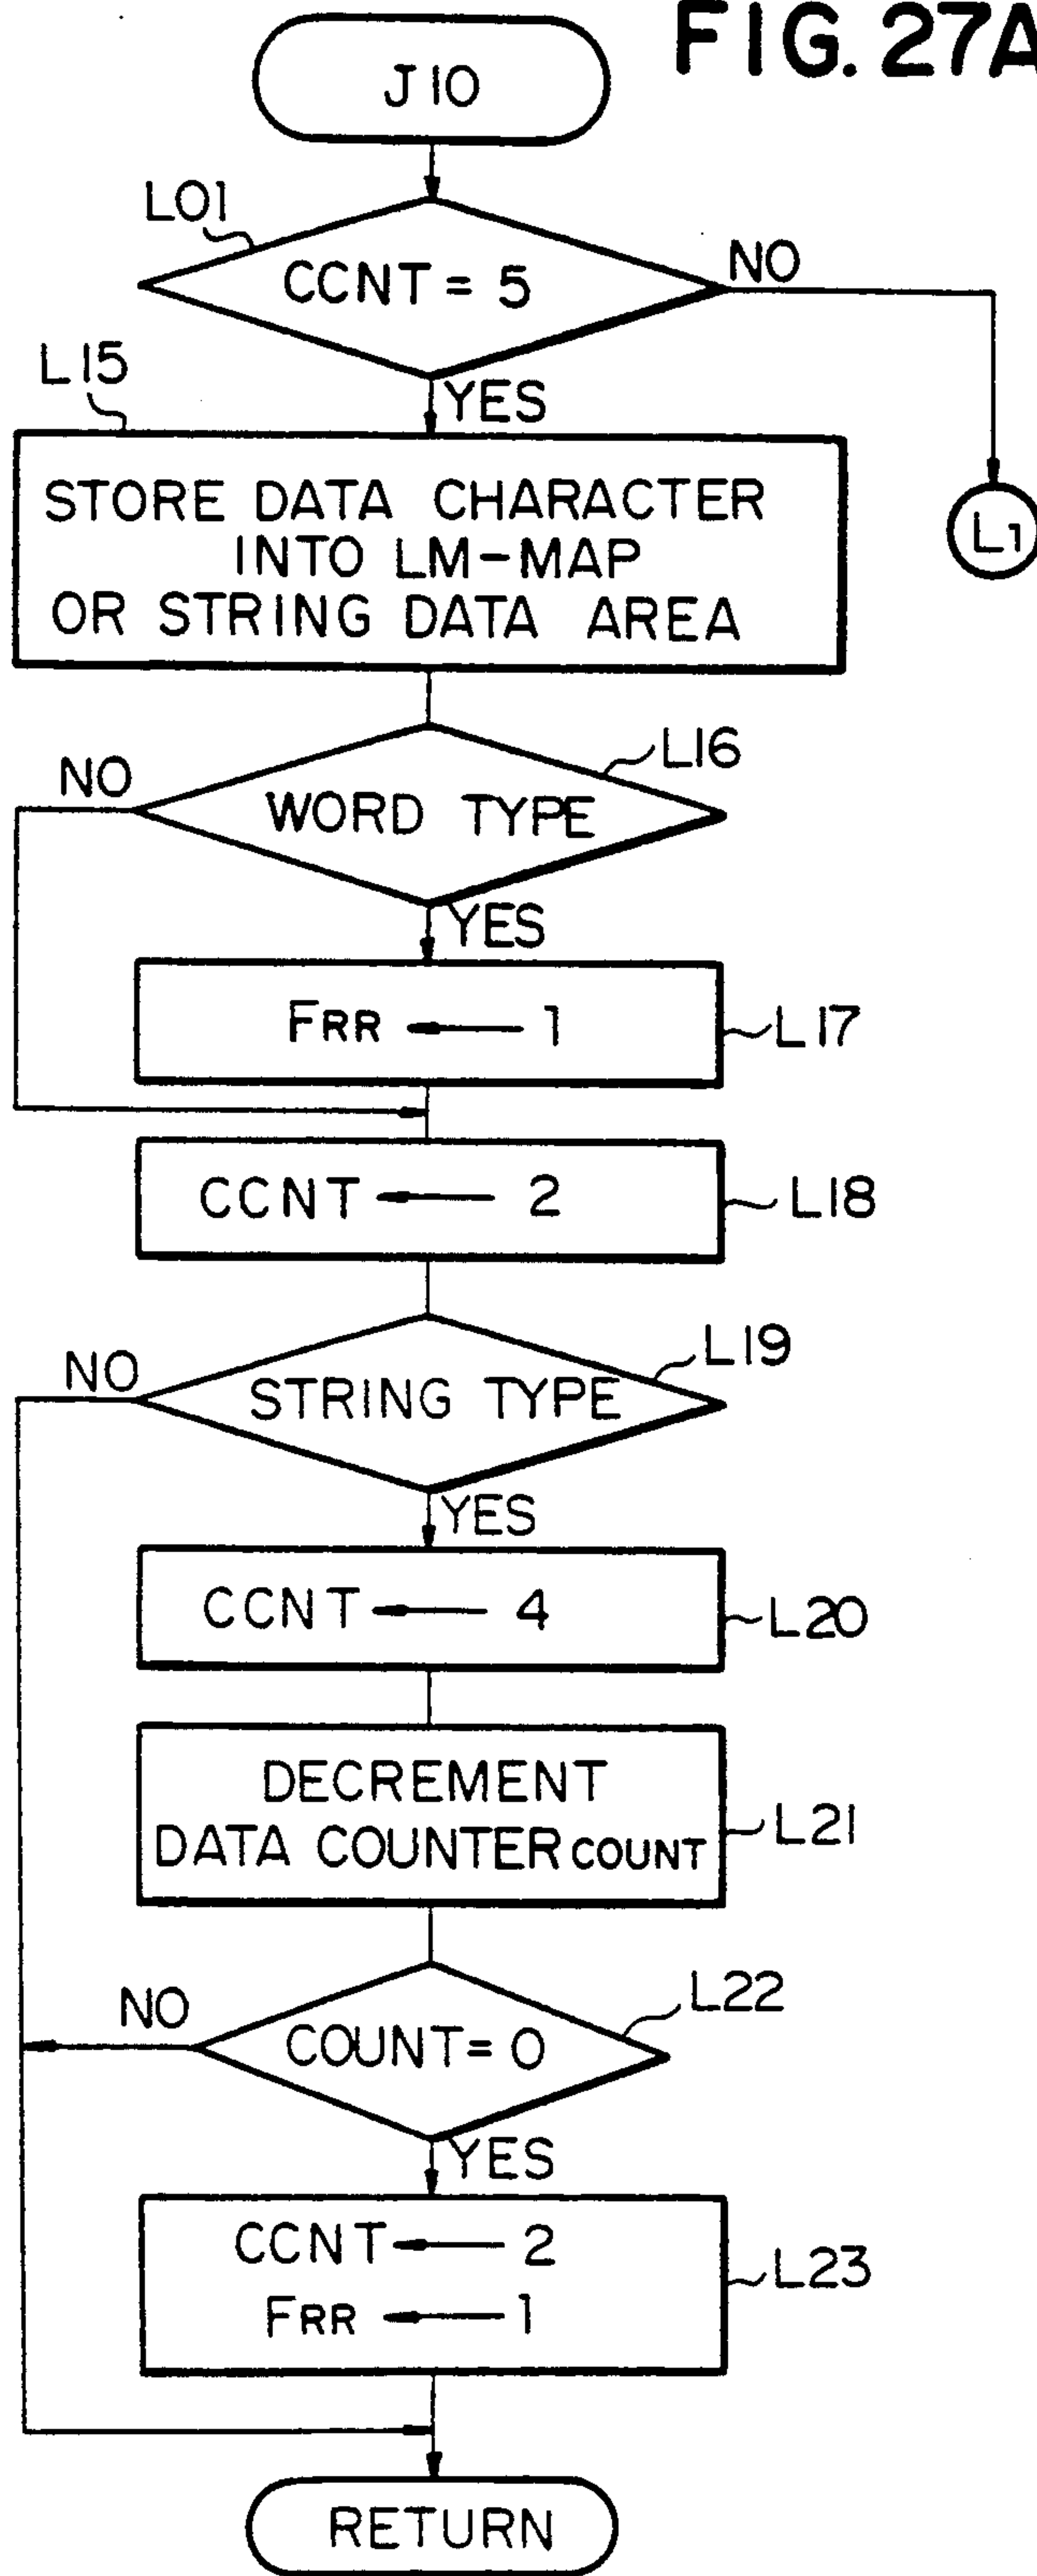 FIG. 27A
J10
L01
CCNT = 5
NO
YES
L15
STORE DATA CHARACTER
INTO LM-MAP
OR STRING DATA AREA
L1
L16
NO
WORD TYPE
YES
FRR ← 1
L17
CCNT ← 2
L18
L19
NO
STRING TYPE
YES
CCNT ← 4
L20
DECREMENT
DATA COUNTER COUNT
L21
L22
NO
COUNT = 0
YES
CCNT ← 2
FRR ← 1
L23
RETURN